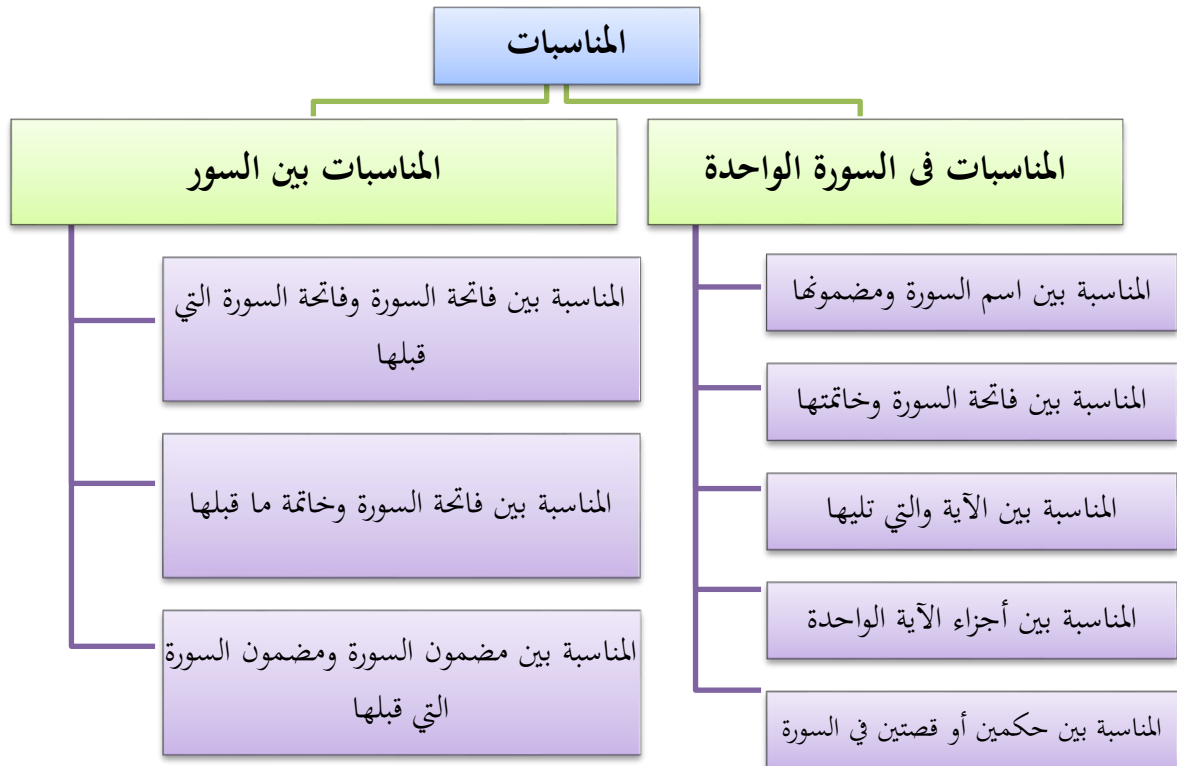 المناسبات
المناسبات فى السورة الواحدة
المناسبة بين اسم السورة ومضمونها
المناسبة بين فاتحة السورة وخاتمتها
المناسبة بين الآية والتي تليها
المناسبة بين أجزاء الآية الواحدة
المناسبة بين حكمين أو قصتين في السورة
المناسبات بين السور
المناسبة بين فاتحة السورة وفاتحة السورة التي
قبلها
المناسبة بين فاتحة السورة وخاتمة ما قبلها
المناسبة بين مضمون السورة ومضمون السورة
التي قبلها